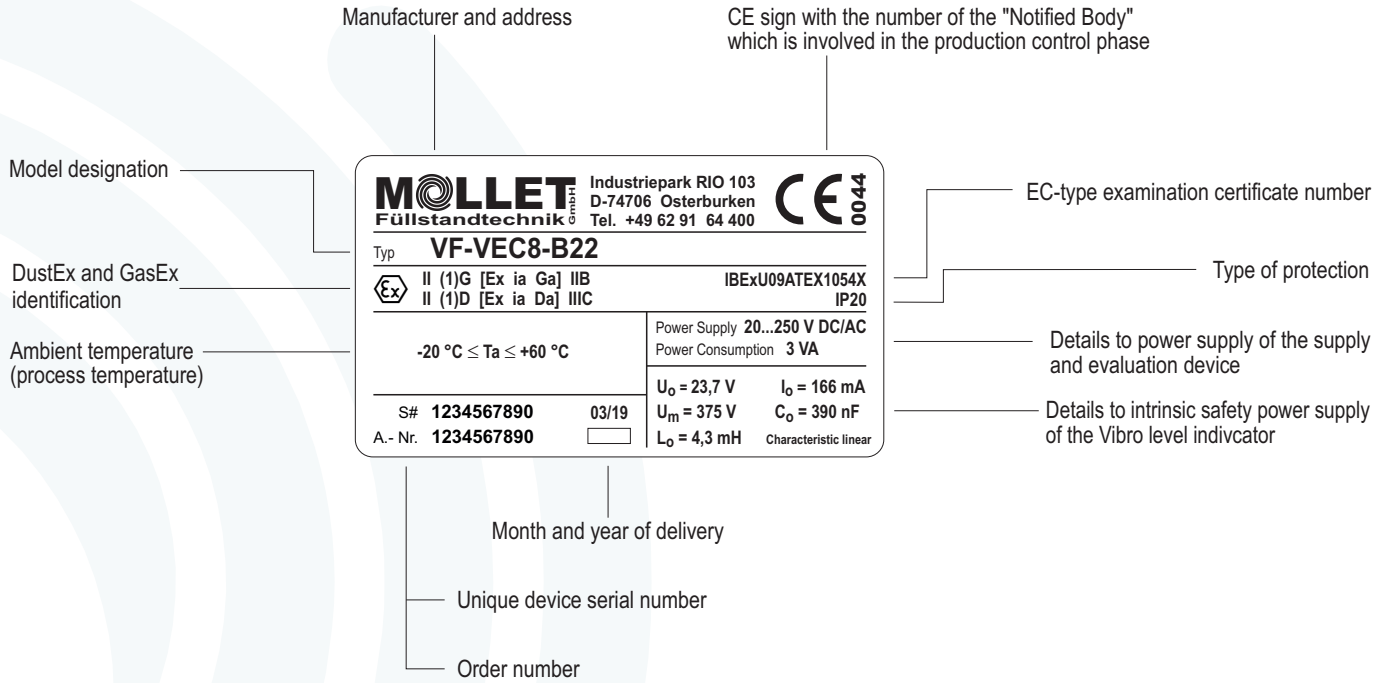 Manufacturer and address
CE sign with the number of the "Notified Body"
which is involved in the production control phase
Model designation
DustEx and GasEx
identification
Ambient temperature
(process temperature)
MOLLET
Füllstandtechnik
GmbH
Industriepark RIO 103
D-74706 Osterburken
Tel. +49 62 91 64 400
CE
0044
Typ VF-VEC8-B22
Ex
II (1)G [Ex ia Ga] IIB
II (1)D [Ex ia Da] IIIC
IBExU09ATEX1054X
IP20
-20 °C ≤ Ta ≤ +60 °C
Power Supply 20...250 V DC/AC
Power Consumption 3 VA
Uo = 23,7 V Io = 166 mA
Um = 375 V Co = 390 nF
Lo = 4,3 mH Characteristic linear
S# 1234567890 03/19
A.- Nr. 1234567890
EC-type examination certificate number
Type of protection
Details to power supply of the supply
and evaluation device
Details to intrinsic safety power supply
of the Vibro level indivcator
Month and year of delivery
Unique device serial number
Order number